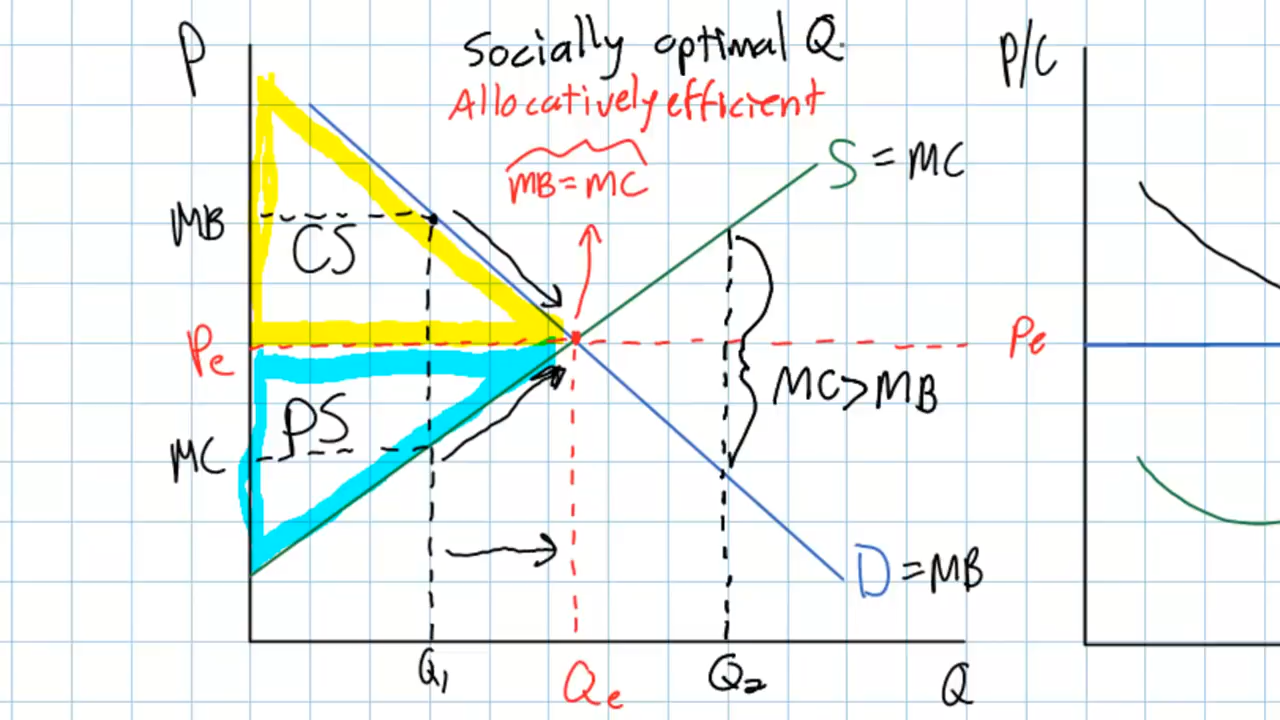 P
Socially optimal Q.
P/C
Allocatively efficient
MB = MC
S = MC
MB
CS
Pe
Pe
MC > MB
PS
MC
D = MB
Q1
Qe
Q2
Q